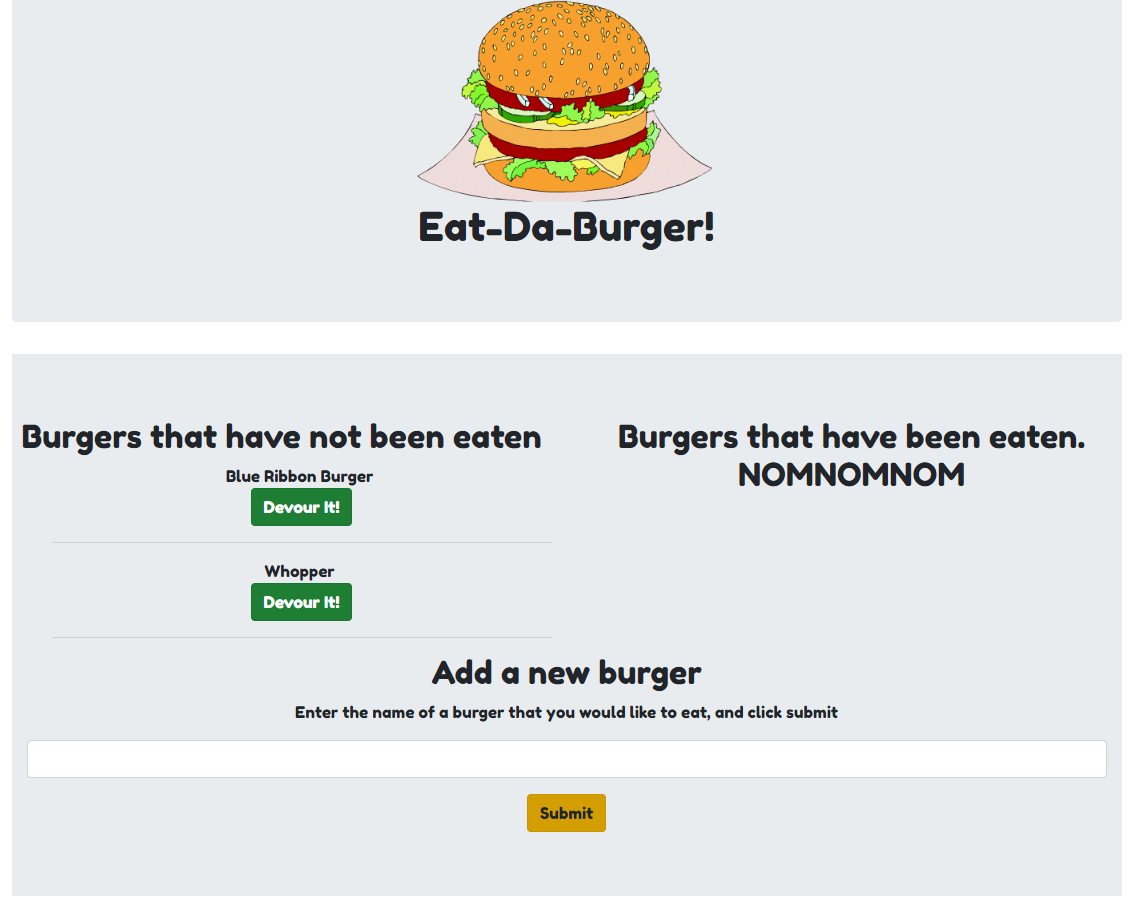 Eat-Da-Burger!
Burgers that have not been eaten
Blue Ribbon Burger
Devour It!
Whopper
Devour It!
Burgers that have been eaten.
NOMNOMNOM
Add a new burger
Enter the name of a burger that you would like to eat, and click submit
Submit